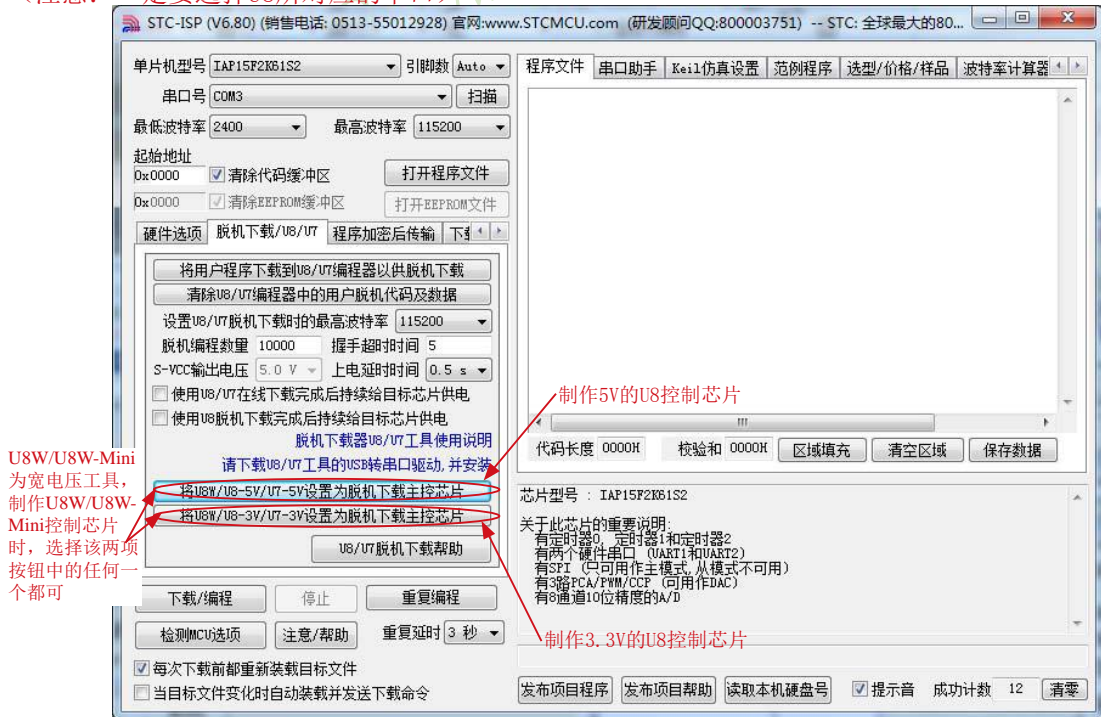 STC-ISP (V6.80) (销售电话: 0513-55012928) 官网:www.STCMCU.com (研发顾问QQ:800003751) -- STC: 全球最大的80...
单片机型号 IAP15F2K61S2 引脚数 Auto
串口号 COM3 扫描
最低波特率 2400 最高波特率 115200
起始地址
0x0000 清除代码缓冲区 打开程序文件
0x0000 清除EEPROM缓冲区 打开EEPROM文件
硬件选项 脱机下载/U8/U7 程序加密后传输
将用户程序下载到U8/U7编程器以供脱机下载
清除U8/U7编程器中的用户脱机代码及数据
设置U8/U7脱机下载时的最高波特率 115200
脱机编程数量 10000 握手超时时间 5
S-VCC输出电压 5.0 V 上电延时时间 0.5 s
使用U8/U7在线下载完成后持续给目标芯片供电
使用U8脱机下载完成后持续给目标芯片供电
脱机下载器U8/U7工具使用说明
请下载U8/U7工具的USB转串口驱动,并安装
将U8W/U8-5V/U7-5V设置为脱机下载主控芯片
将U8W/U8-3V/U7-3V设置为脱机下载主控芯片
U8/U7脱机下载帮助
下载/编程 停止 重复编程
检测MCU选项 注意/帮助 重复延时 3 秒
每次下载前都重新装载目标文件
当目标文件变化时自动装载并发送下载命令
程序文件 串口助手 Keil仿真设置 范例程序 选型/价格/样品 波特率计算器
代码长度 0000H 校验和 0000H 区域填充 清空区域 保存数据
芯片型号 : IAP15F2K61S2
关于此芯片的重要说明:
有定时器0, 定时器1和定时器2
有两个硬件串口 (UART1和UART2)
有SPI (只可用作主模式,从模式不可用)
有3路PCA/PWM/CCP (可用作DAC)
有8通道10位精度的A/D
发布项目程序 发布项目帮助 读取本机硬盘号 提示音 成功计数 12 清零
制作5V的U8控制芯片
制作3.3V的U8控制芯片
U8W/U8W-Mini
为宽电压工具,
制作U8W/U8W-
Mini控制芯片
时，选择该两项
按钮中的任何一
个都可